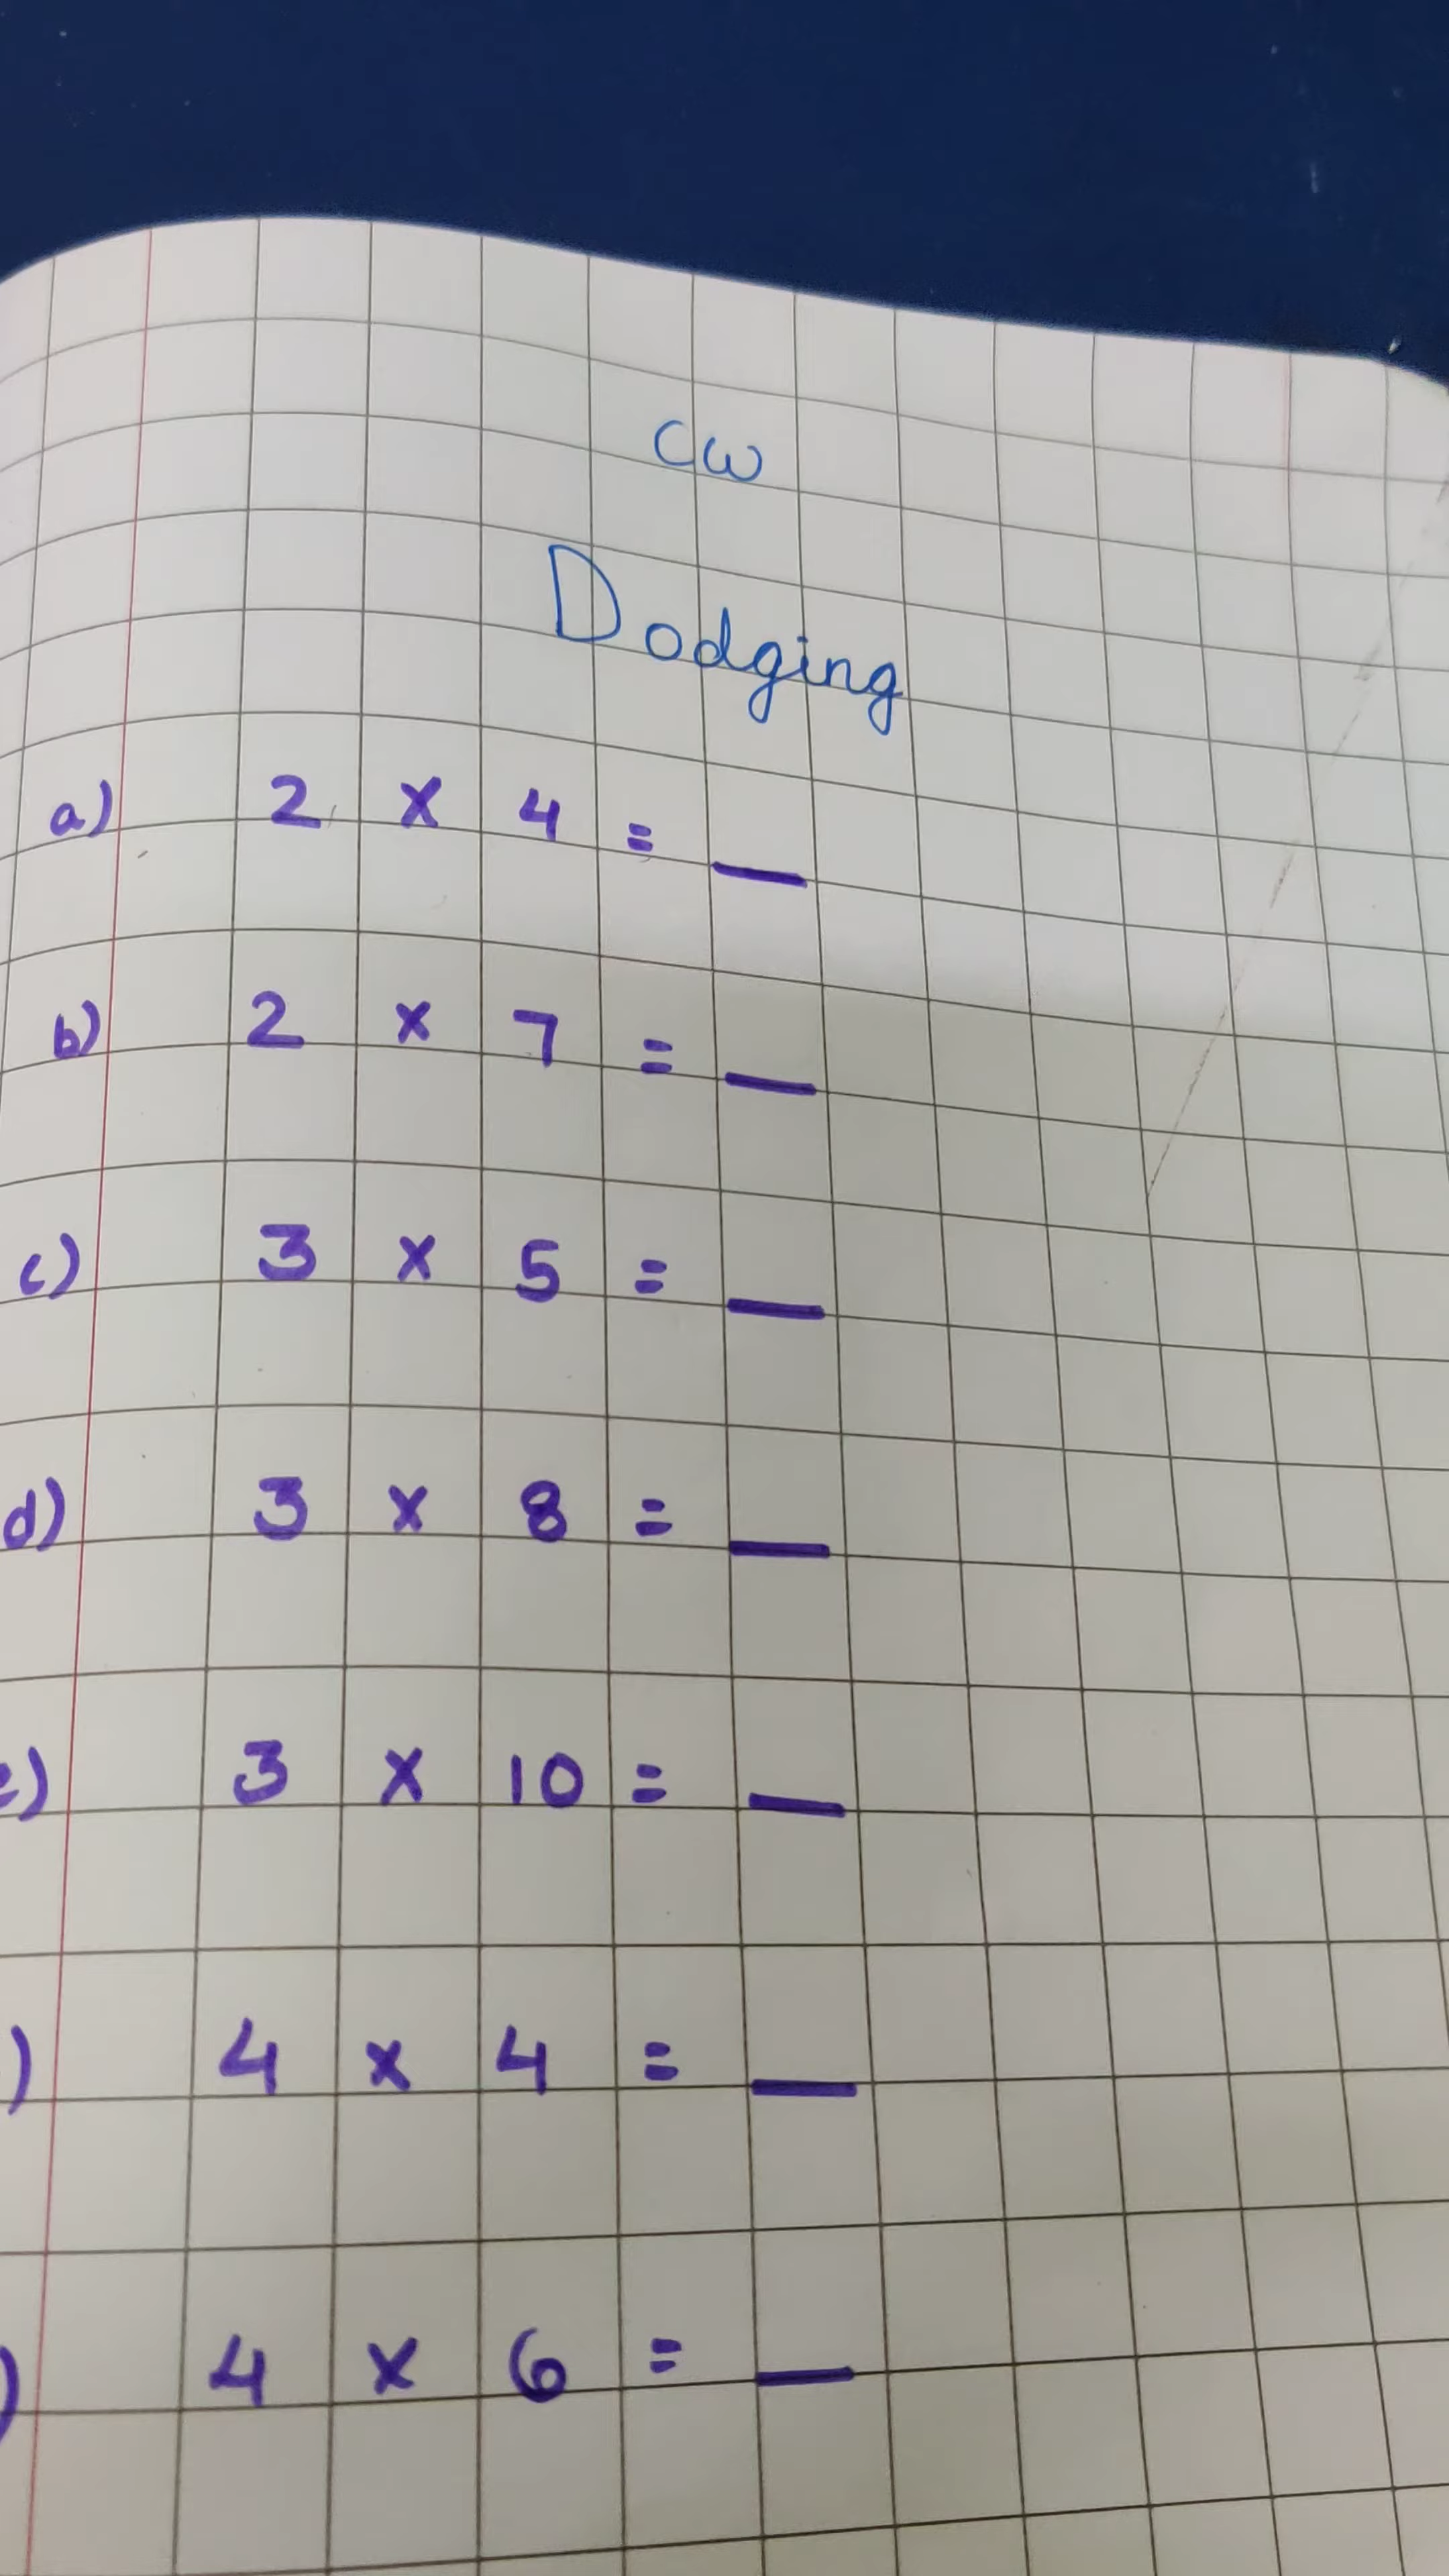 CW
Dodging
a) 2 x 4 = __
b) 2 x 7 = __
c) 3 x 5 = __
d) 3 x 8 = __
e) 3 x 10 = __
) 4 x 4 = __
) 4 x 6 = __